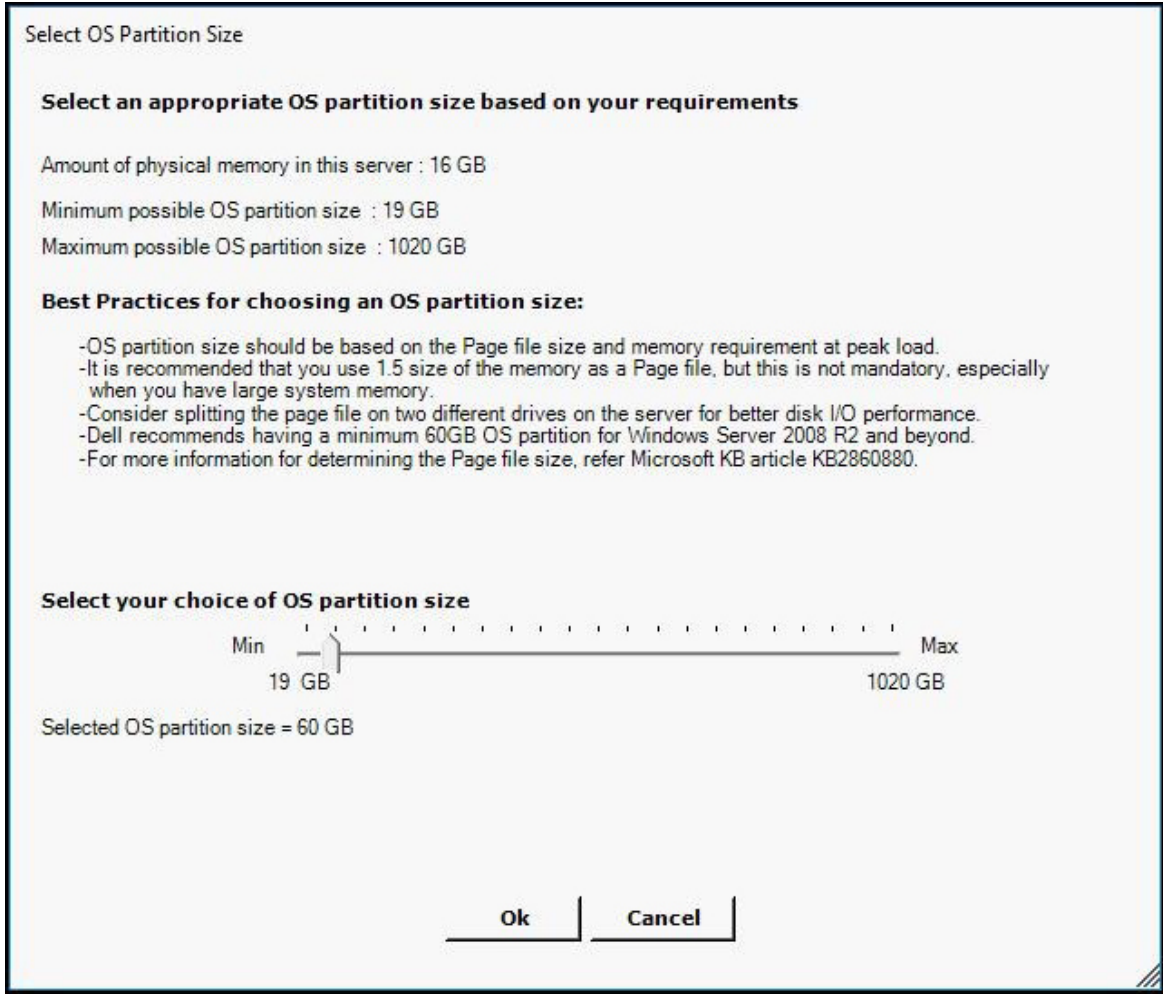 Select OS Partition Size
Select an appropriate OS partition size based on your requirements
Amount of physical memory in this server : 16 GB
Minimum possible OS partition size  : 19 GB
Maximum possible OS partition size  : 1020 GB
Best Practices for choosing an OS partition size:
-OS partition size should be based on the Page file size and memory requirement at peak load.
-It is recommended that you use 1.5 size of the memory as a Page file, but this is not mandatory, especially
when you have large system memory.
-Consider splitting the page file on two different drives on the server for better disk I/O performance.
-Dell recommends having a minimum 60GB OS partition for Windows Server 2008 R2 and beyond.
-For more information for determining the Page file size, refer Microsoft KB article KB2860880.
Select your choice of OS partition size
Min Max
19 GB 1020 GB
Selected OS partition size = 60 GB
Ok Cancel